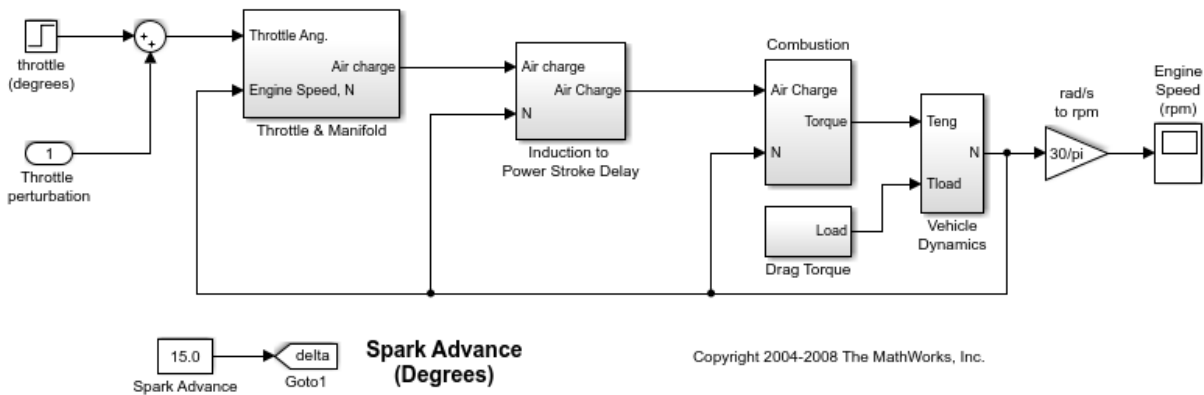 throttle
(degrees)
1
Throttle
perturbation
Throttle Ang.
Air charge
Engine Speed, N
Throttle & Manifold
Air charge
Air Charge
N
Induction to
Power Stroke Delay
Combustion
Air Charge
Torque
N
Load
Drag Torque
Teng
N
Tload
Vehicle
Dynamics
rad/s
to rpm
30/pi
Engine
Speed
(rpm)
15.0
Spark Advance
delta
Goto1
Spark Advance
(Degrees)
Copyright 2004-2008 The MathWorks, Inc.